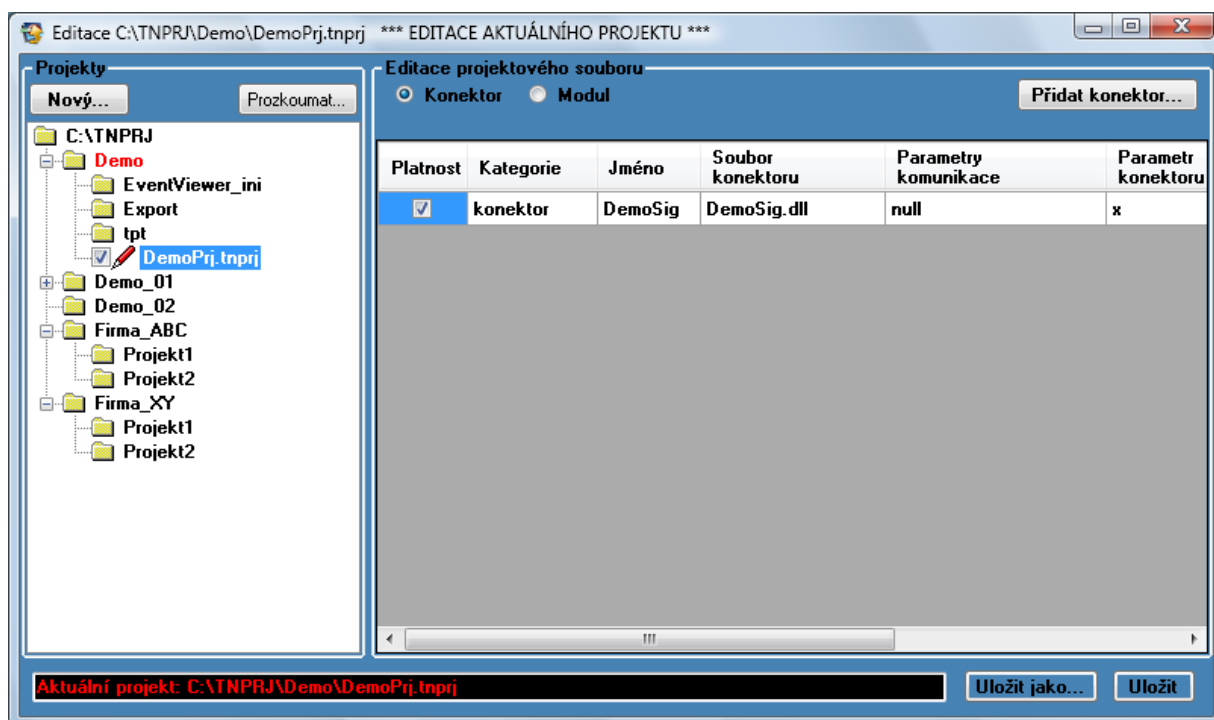 Editace C:\TNPRJ\Demo\DemoPrj.tnprj *** EDITACE AKTUÁLNÍHO PROJEKTU ***
Projekty
Nový...
Prozkoumat...
C:\TNPRJ
Demo
EventViewer_ini
Export
tpt
DemoPrj.tnprj
Demo_01
Demo_02
Firma_ABC
Projekt1
Projekt2
Firma_XY
Projekt1
Projekt2
Editace projektového souboru
Konektor Modul
Přidat konektor...
Platnost Kategorie Jméno Soubor konektoru Parametry komunikace Parametr konektoru
konektor DemoSig DemoSig.dll null x
Aktuální projekt: C:\TNPRJ\Demo\DemoPrj.tnprj
Uložit jako...
Uložit